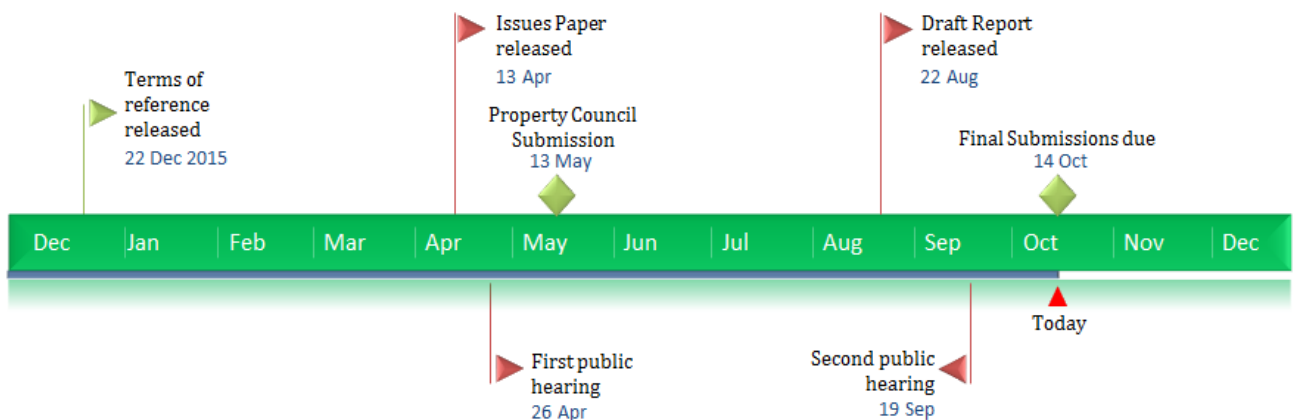 Issues Paper
released
13 Apr
Draft Report
released
22 Aug
Terms of
reference
released
22 Dec 2015
Property Council
Submission
13 May
Final Submissions due
14 Oct
Dec Jan Feb Mar Apr May Jun Jul Aug Sep Oct Nov Dec
Today
First public
hearing
26 Apr
Second public
hearing
19 Sep